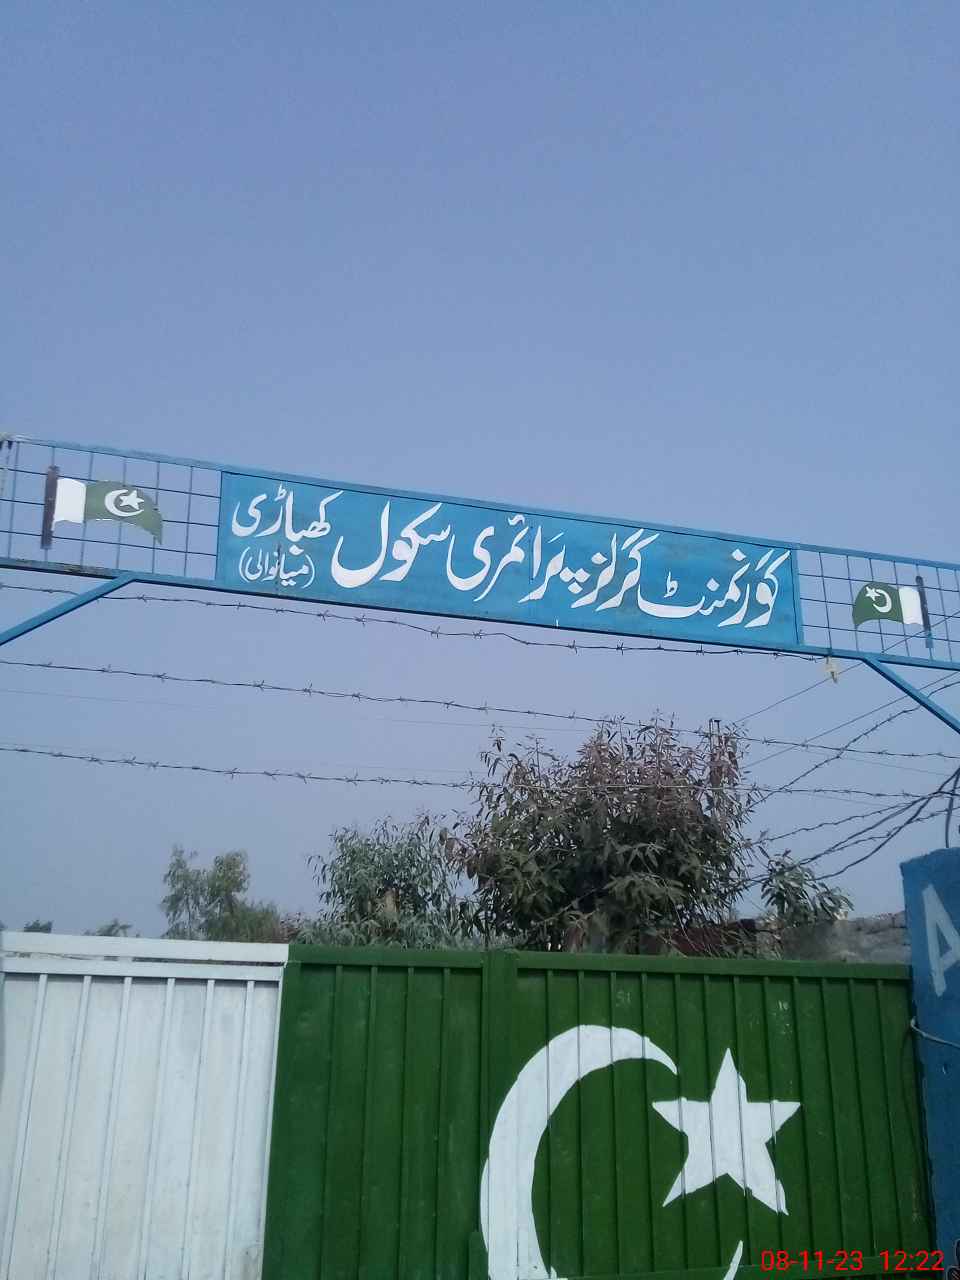 گورنمنٹ گرلز پرائمری سکول کھباڑی
(میانوالی)
A
08-11-23 12:22